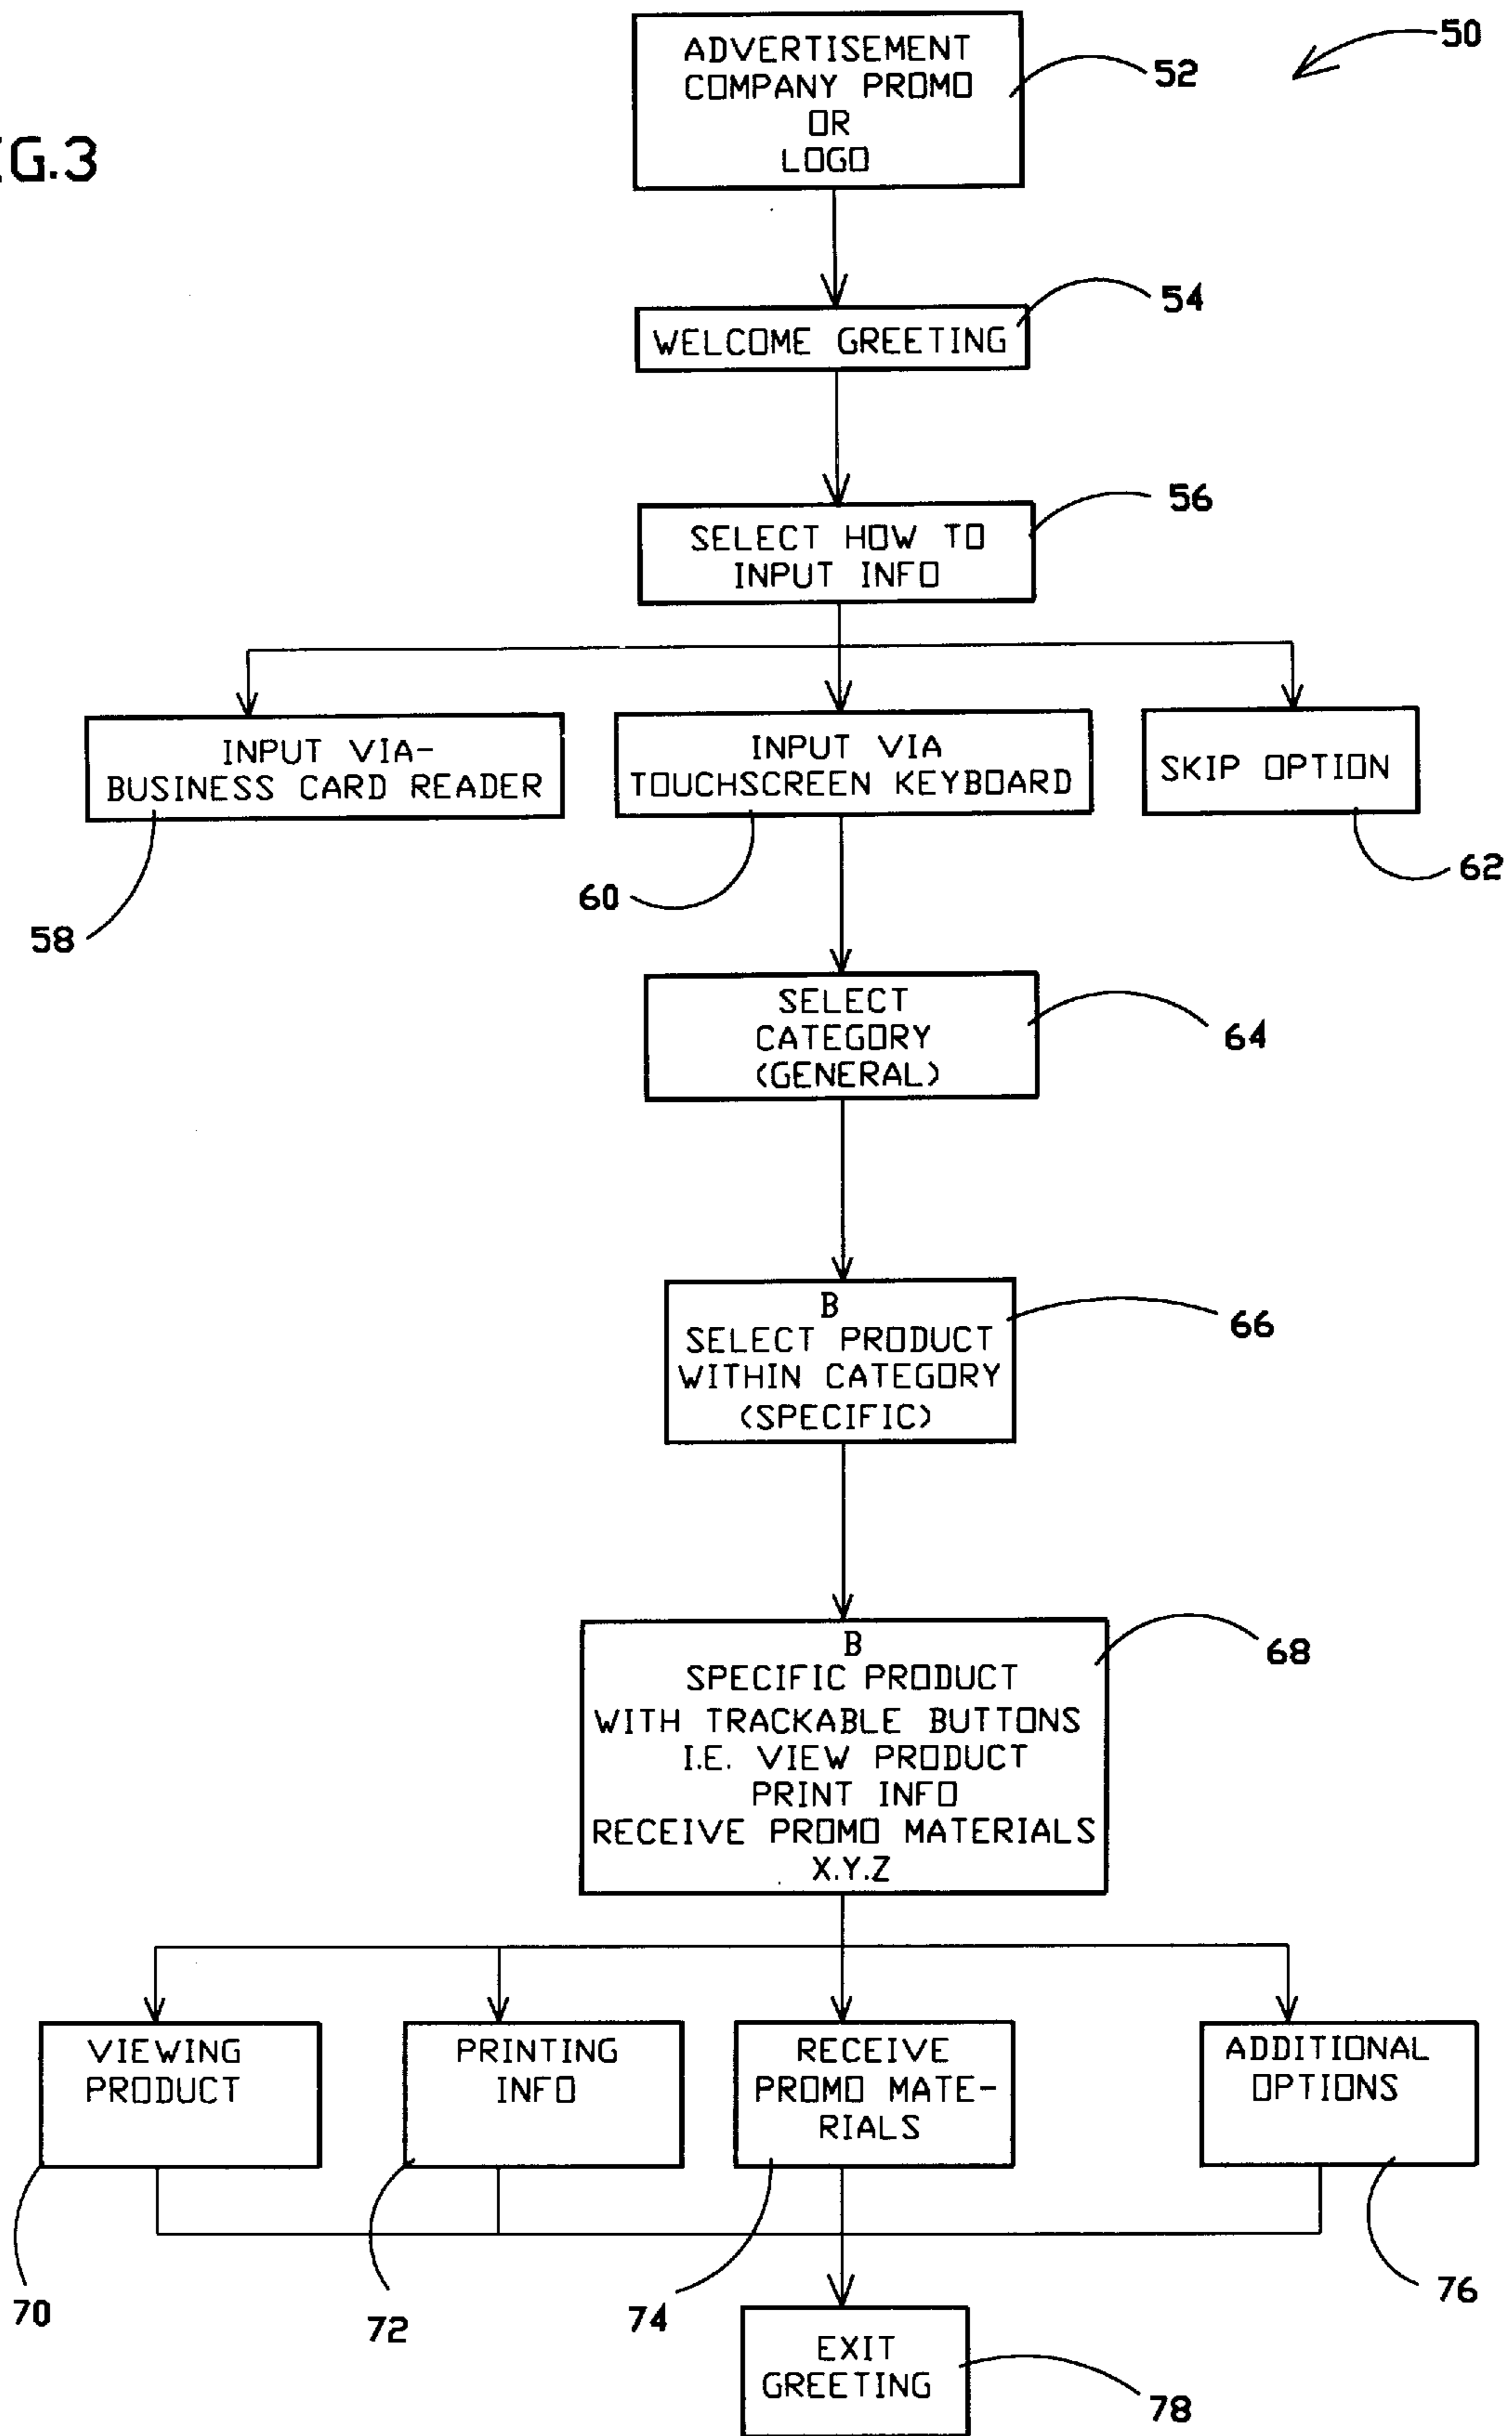 50
ADVERTISEMENT
COMPANY PROMO
OR
LOGO
52
IG.3
WELCOME GREETING
54
SELECT HOW TO
INPUT INFO
56
INPUT VIA-
BUSINESS CARD READER
58
INPUT VIA
TOUCHSCREEN KEYBOARD
60
SKIP OPTION
62
SELECT
CATEGORY
(GENERAL)
64
B
SELECT PRODUCT
WITHIN CATEGORY
(SPECIFIC)
66
B
SPECIFIC PRODUCT
WITH TRACKABLE BUTTONS
I.E. VIEW PRODUCT
PRINT INFO
RECEIVE PROMO MATERIALS
X.Y.Z
68
VIEWING
PRODUCT
70
PRINTING
INFO
72
RECEIVE
PROMO MATE-
RIALS
74
ADDITIONAL
OPTIONS
76
EXIT
GREETING
78